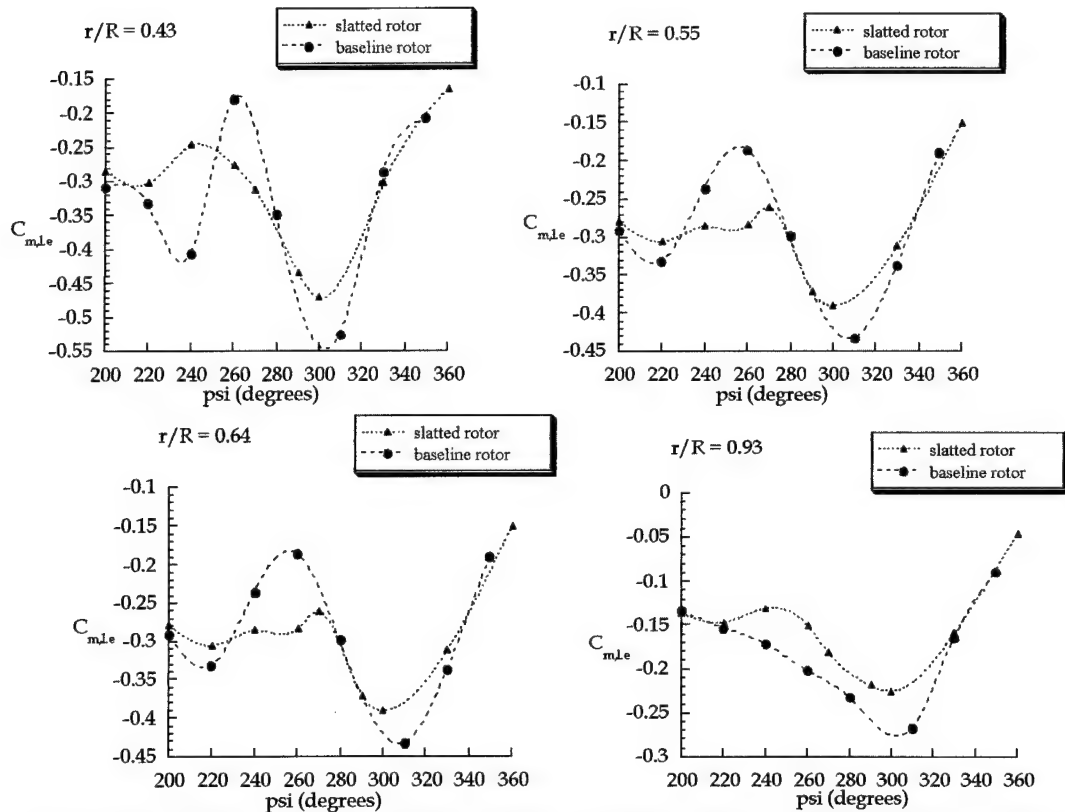 r/R = 0.43
slatted rotor
baseline rotor
-0.15
-0.2
-0.25
-0.3
-0.35
-0.4
-0.45
-0.5
-0.55
C_m,l.e
200 220 240 260 280 300 320 340 360
psi (degrees)
r/R = 0.55
slatted rotor
baseline rotor
-0.1
-0.15
-0.2
-0.25
-0.3
-0.35
-0.4
-0.45
C_m,l.e
200 220 240 260 280 300 320 340 360
psi (degrees)
r/R = 0.64
slatted rotor
baseline rotor
-0.1
-0.15
-0.2
-0.25
-0.3
-0.35
-0.4
-0.45
C_m,l.e
200 220 240 260 280 300 320 340 360
psi (degrees)
r/R = 0.93
slatted rotor
baseline rotor
0
-0.05
-0.1
-0.15
-0.2
-0.25
-0.3
C_m,l.e
200 220 240 260 280 300 320 340 360
psi (degrees)